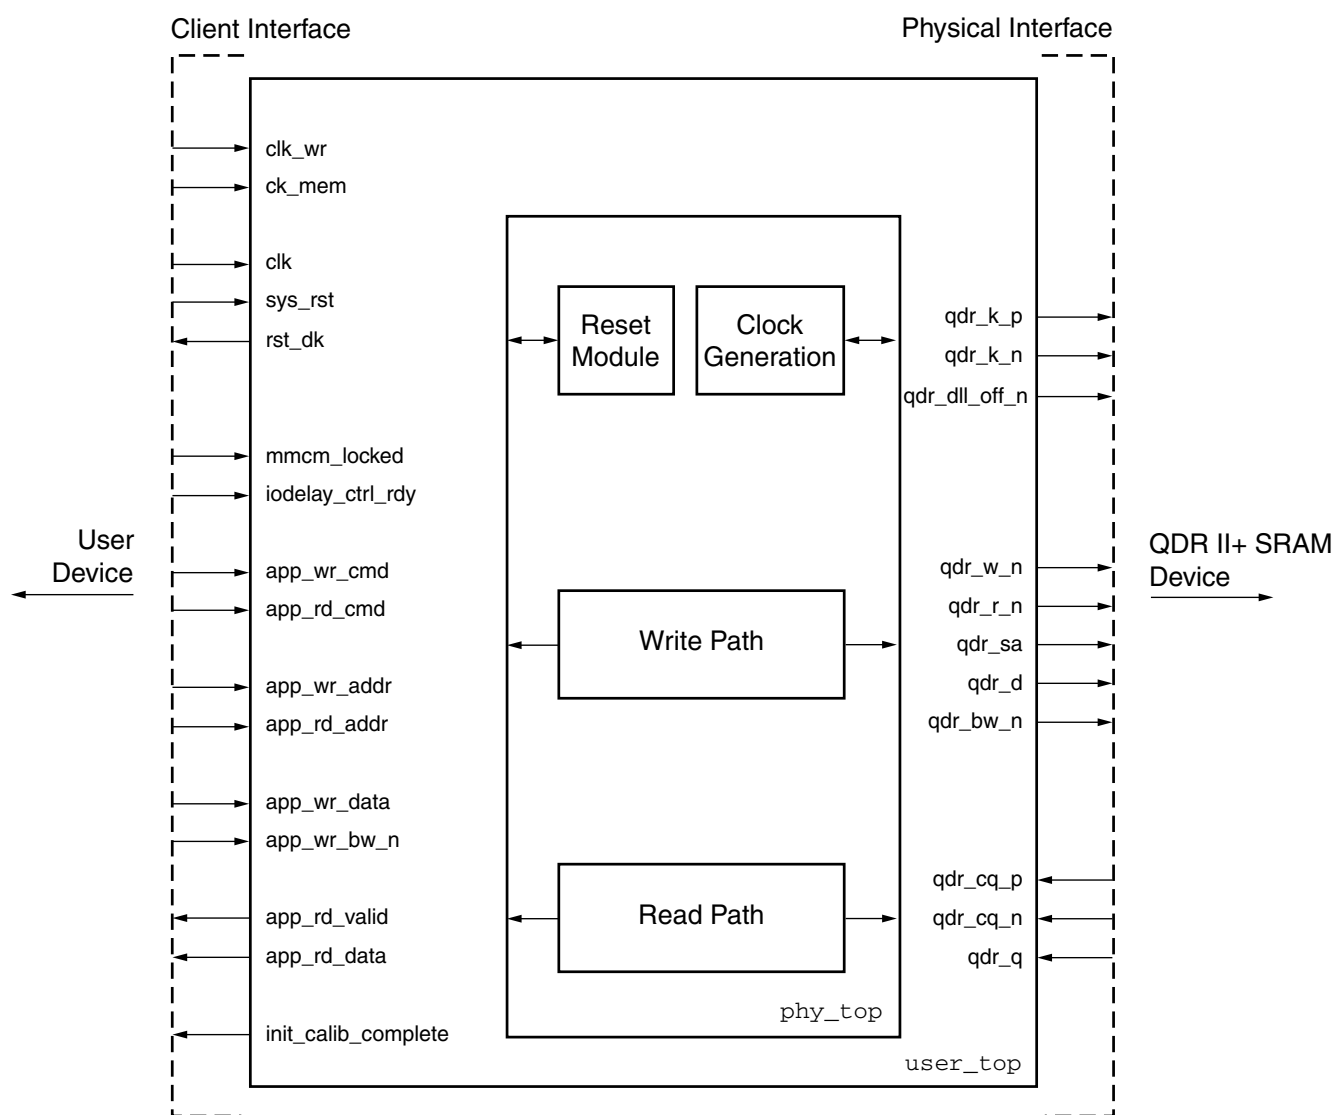 Client Interface
Physical Interface
clk_wr
ck_mem
clk
sys_rst
rst_dk
mmcm_locked
iodelay_ctrl_rdy
User
Device
app_wr_cmd
app_rd_cmd
app_wr_addr
app_rd_addr
app_wr_data
app_wr_bw_n
app_rd_valid
app_rd_data
init_calib_complete
Reset
Module
Clock
Generation
Write Path
Read Path
phy_top
user_top
qdr_k_p
qdr_k_n
qdr_dll_off_n
qdr_w_n
qdr_r_n
qdr_sa
qdr_d
qdr_bw_n
qdr_cq_p
qdr_cq_n
qdr_q
QDR II+ SRAM
Device